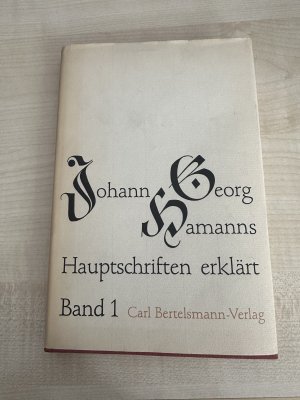 Johann Georg
Hamanns
Hauptschriften erklärt
Band 1 Carl Bertelsmann-Verlag